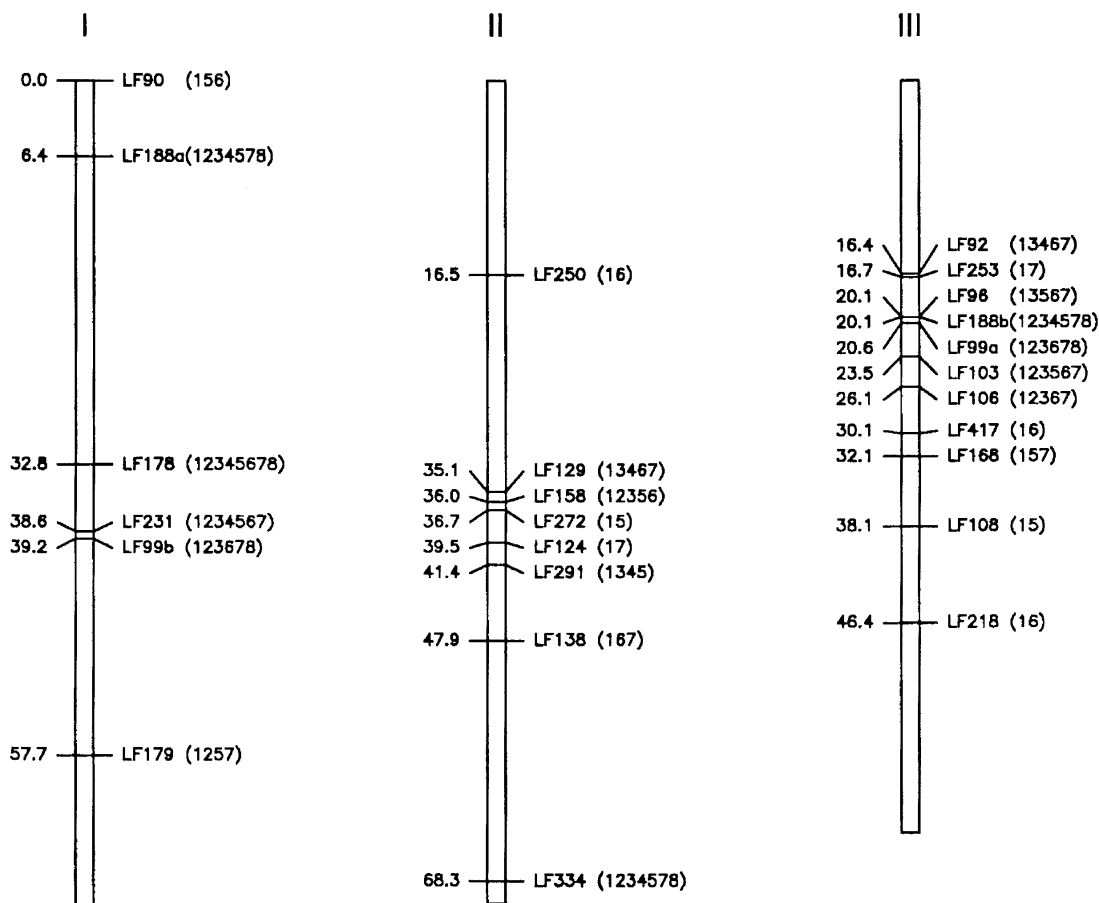 I
0.0 LF90 (156)
6.4 LF188a(1234578)
32.8 LF178 (12345678)
38.6 LF231 (1234567)
39.2 LF99b (123678)
57.7 LF179 (1257)
II
16.5 LF250 (16)
35.1 LF129 (13467)
36.0 LF158 (12356)
36.7 LF272 (15)
39.5 LF124 (17)
41.4 LF291 (1345)
47.9 LF138 (167)
68.3 LF334 (1234578)
III
16.4 LF92 (13467)
16.7 LF253 (17)
20.1 LF96 (13567)
20.1 LF188b(1234578)
20.6 LF99a (123678)
23.5 LF103 (123567)
26.1 LF106 (12367)
30.1 LF417 (16)
32.1 LF168 (157)
38.1 LF108 (15)
46.4 LF218 (16)